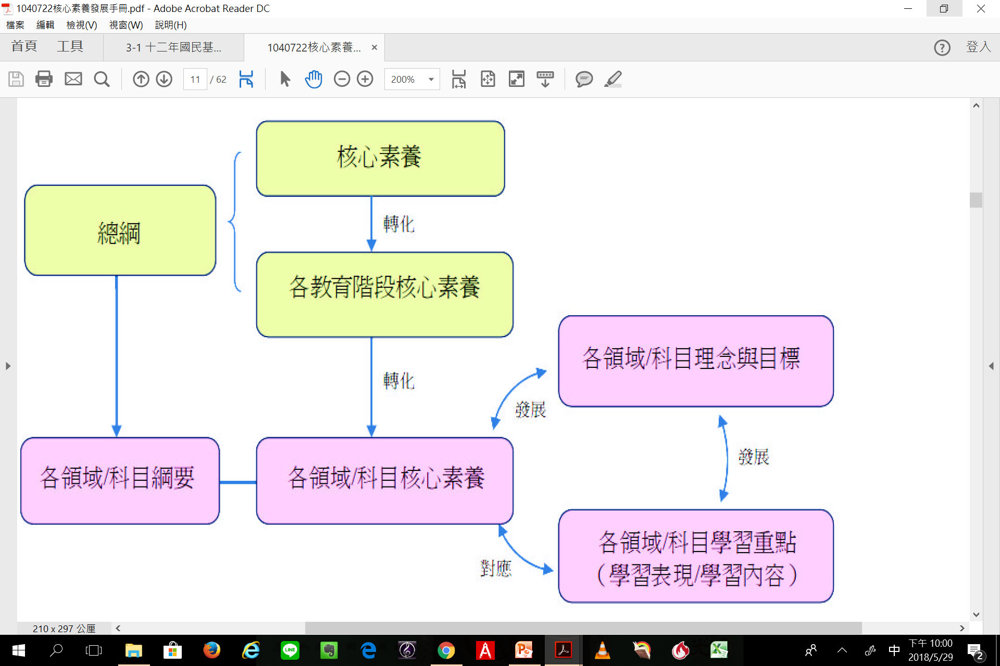 1040722核心素養發展手冊.pdf - Adobe Acrobat Reader DC
檔案 編輯 檢視(V) 視窗(W) 說明(H)
首頁 工具 3-1 十二年國民基... 1040722核心素養... × ? 登入
11 / 62 200%
核心素養
轉化
總綱
各教育階段核心素養
轉化
各領域/科目理念與目標
發展
發展
各領域/科目綱要
各領域/科目核心素養
對應
各領域/科目學習重點
（學習表現/學習內容）
210 x 297 公厘
LINE
中
下午 10:00
2018/5/29
2